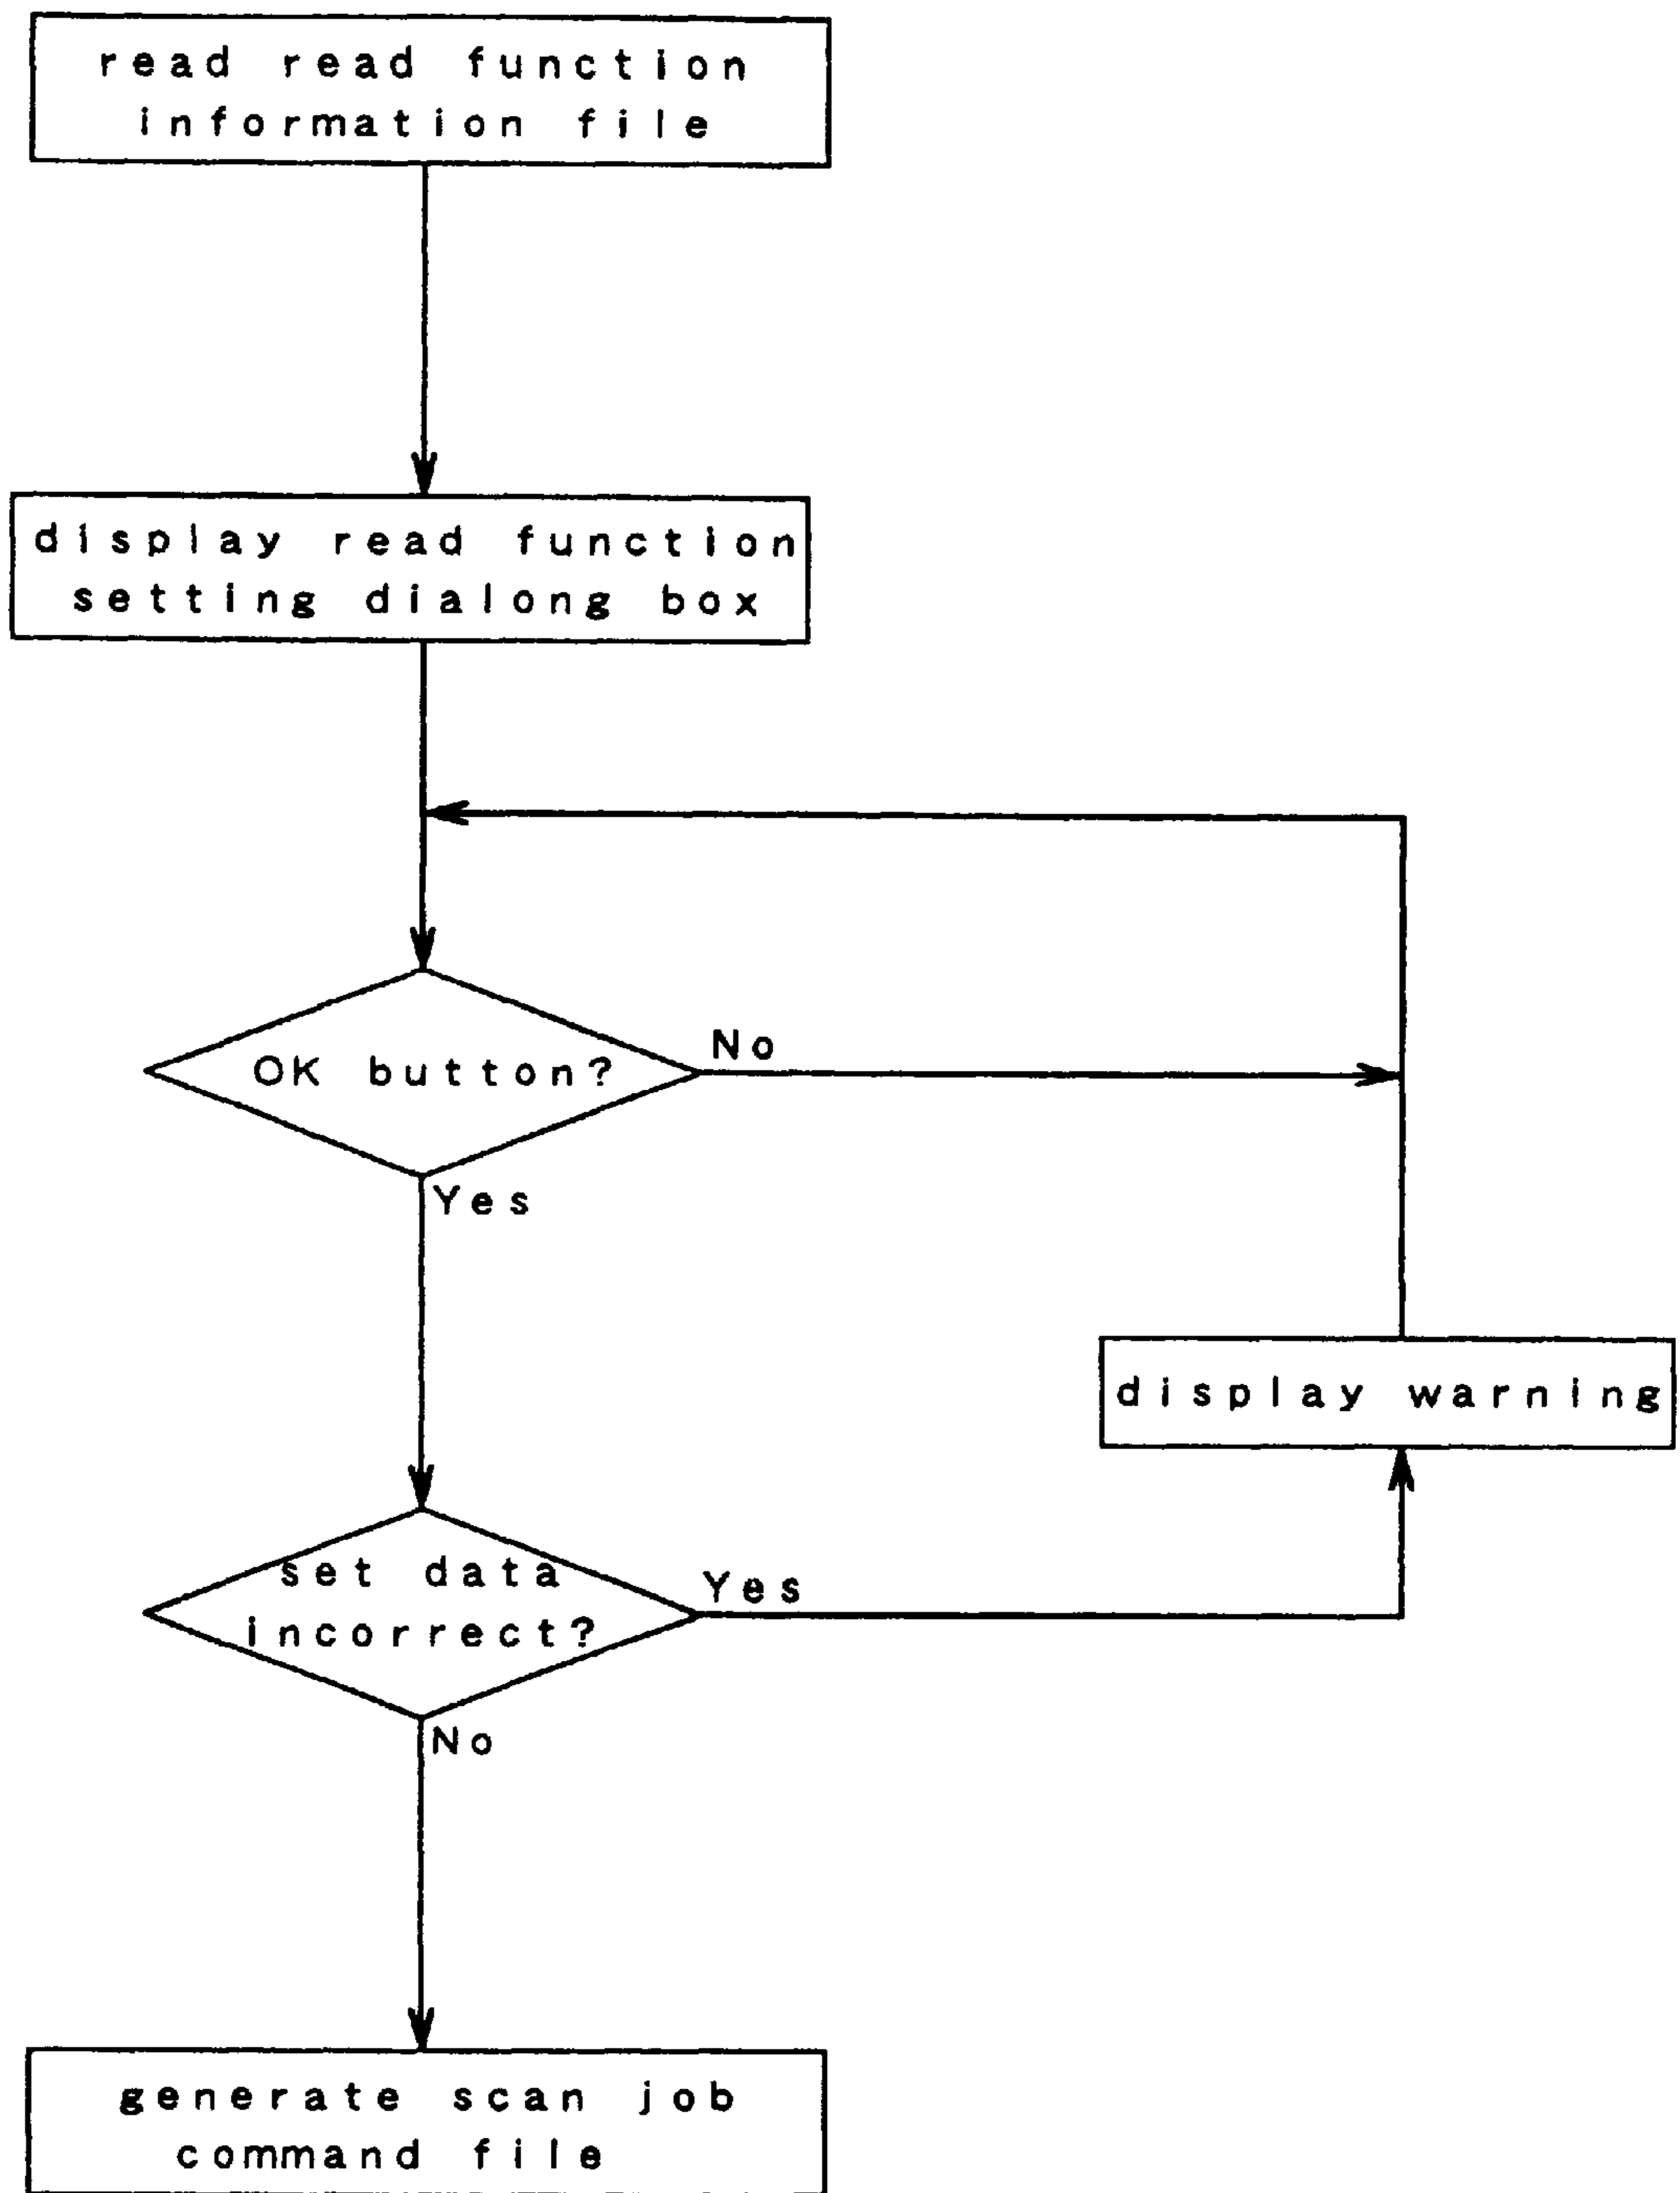 read read function
information file
display read function
setting dialong box
OK button?
No
Yes
display warning
set data
incorrect?
Yes
No
generate scan job
command file